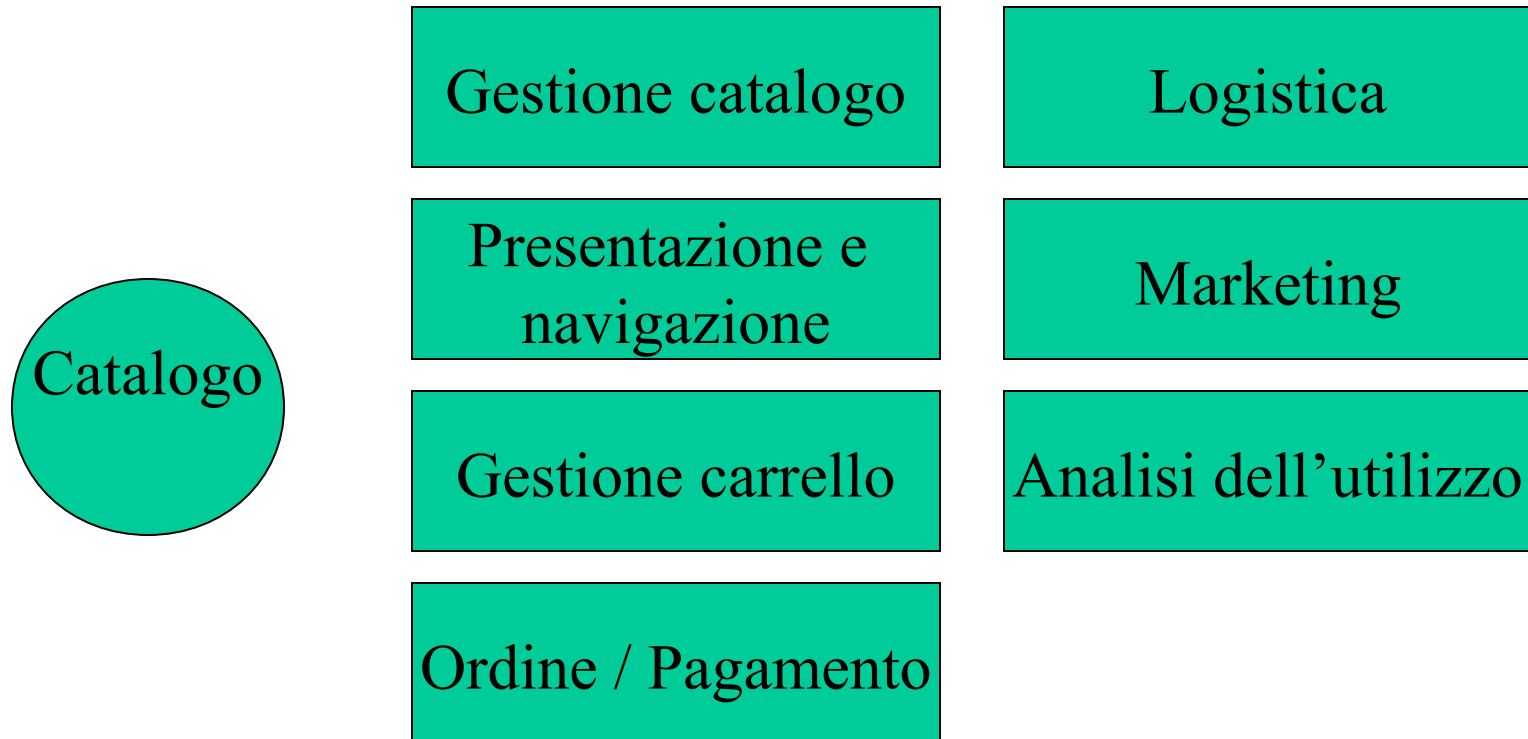 Gestione catalogo
Logistica
Presentazione e
navigazione
Marketing
Catalogo
Gestione carrello
Analisi dell’utilizzo
Ordine / Pagamento